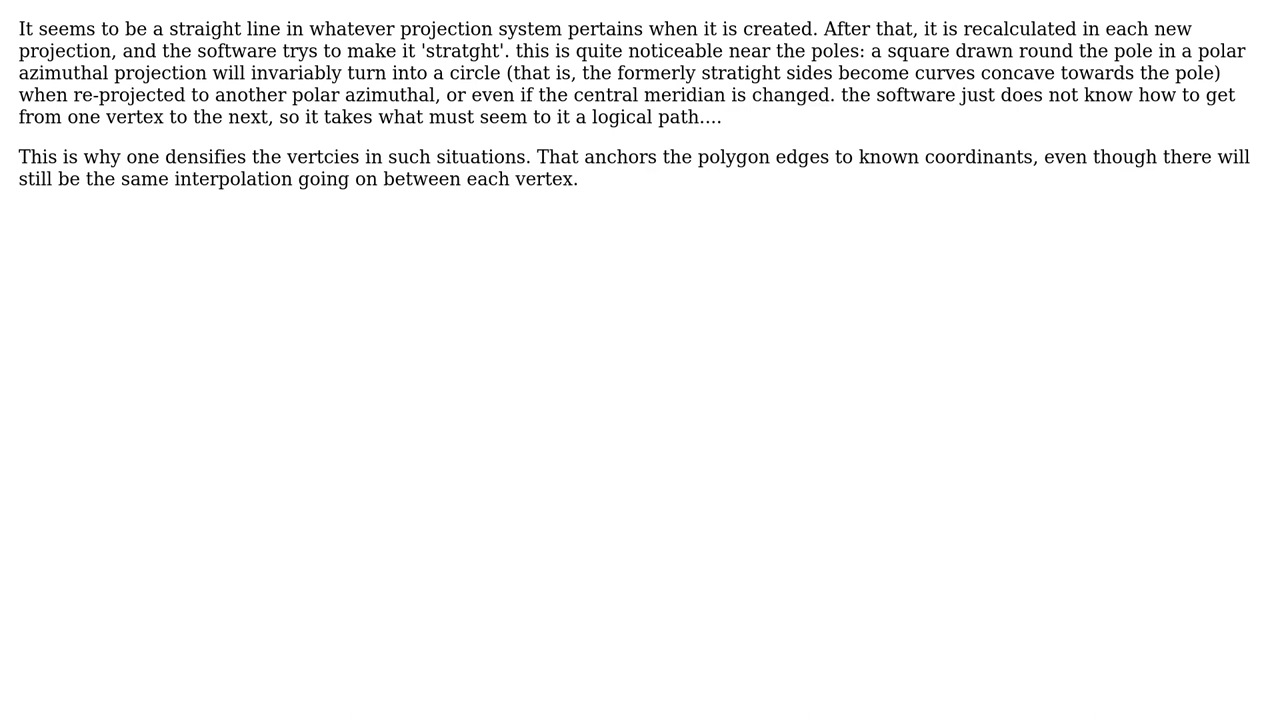 It seems to be a straight line in whatever projection system pertains when it is created. After that, it is recalculated in each new
projection, and the software trys to make it 'stratght'. this is quite noticeable near the poles: a square drawn round the pole in a polar
azimuthal projection will invariably turn into a circle (that is, the formerly stratight sides become curves concave towards the pole)
when re-projected to another polar azimuthal, or even if the central meridian is changed. the software just does not know how to get
from one vertex to the next, so it takes what must seem to it a logical path....
This is why one densifies the vertcies in such situations. That anchors the polygon edges to known coordinants, even though there will
still be the same interpolation going on between each vertex.